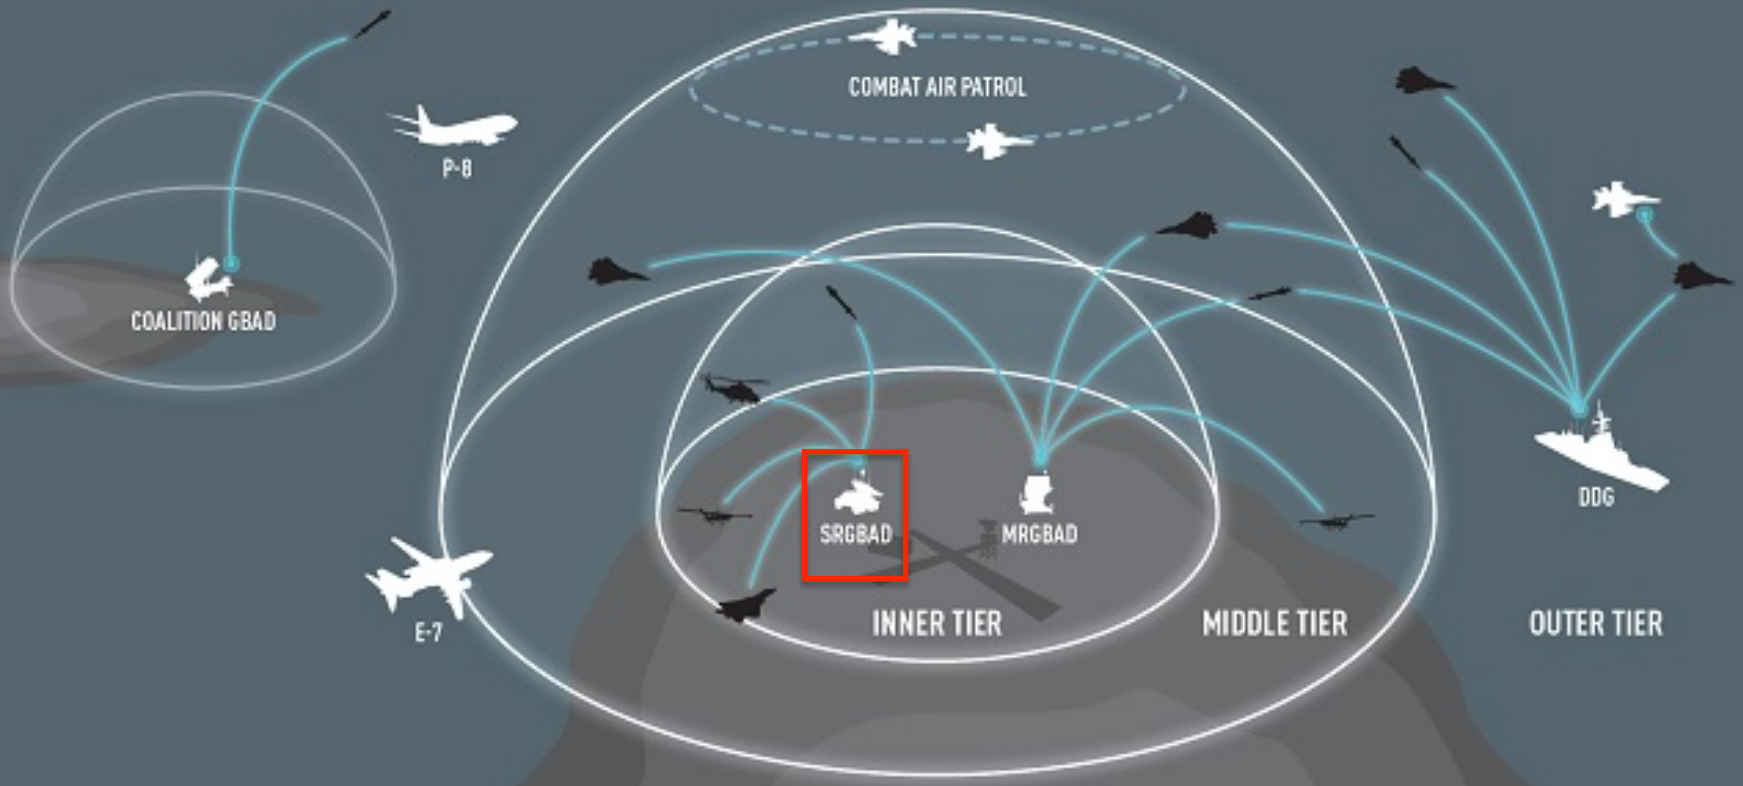 COMBAT AIR PATROL
P-8
COALITION GBAD
SRGBAD
MRGBAD
DDG
E-7
INNER TIER
MIDDLE TIER
OUTER TIER